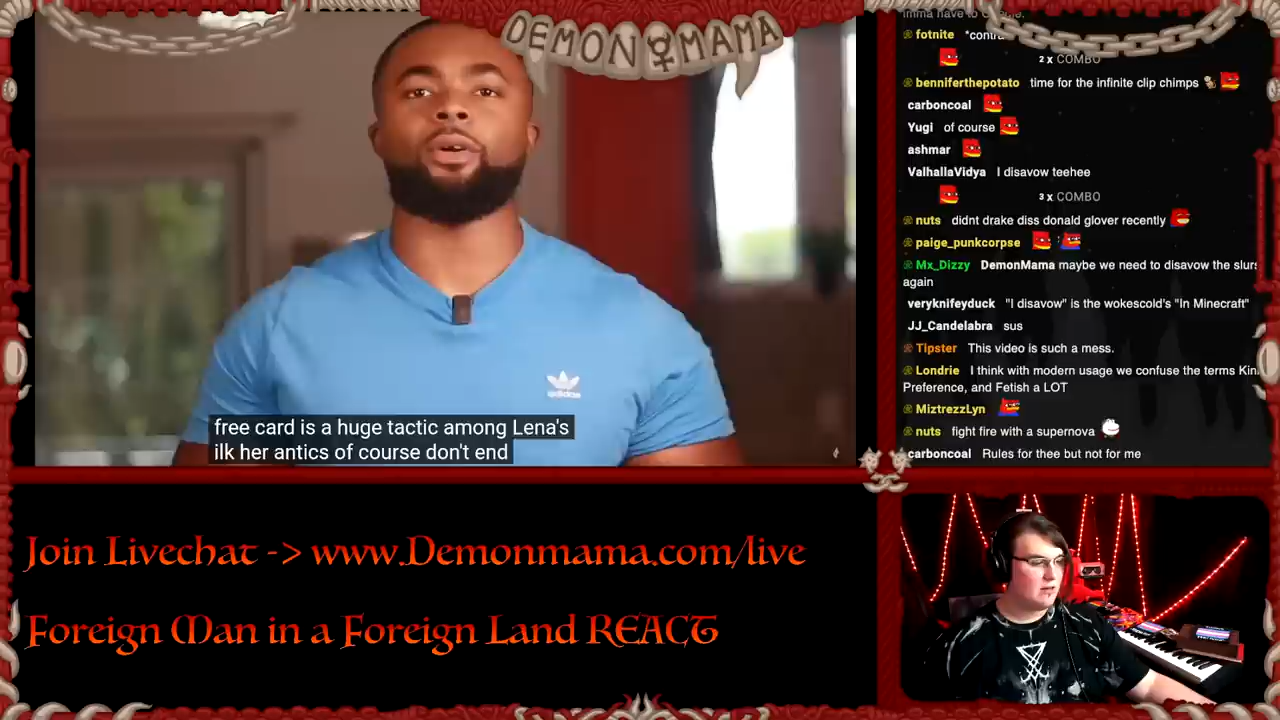 DEMON MAMA
adidas
free card is a huge tactic among Lena's
ilk her antics of course don't end
imma have to Google.
fotnite *contra
2 x COMBO
benniferthepotato time for the infinite clip chimps
carboncoal
Yugi of course
ashmar
ValhallaVidya I disavow teehee
3 x COMBO
nuts didnt drake diss donald glover recently
paige_punkcorpse
Mx_Dizzy DemonMama maybe we need to disavow the slurs
again
veryknifeyduck "I disavow" is the wokescold's "In Minecraft"
JJ_Candelabra sus
Tipster This video is such a mess.
Londrie I think with modern usage we confuse the terms Kin
Preference, and Fetish a LOT
MiztrezzLyn
nuts fight fire with a supernova
carboncoal Rules for thee but not for me
Join Livechat -> www.Demonmama.com/live
Foreign Man in a Foreign Land REACT